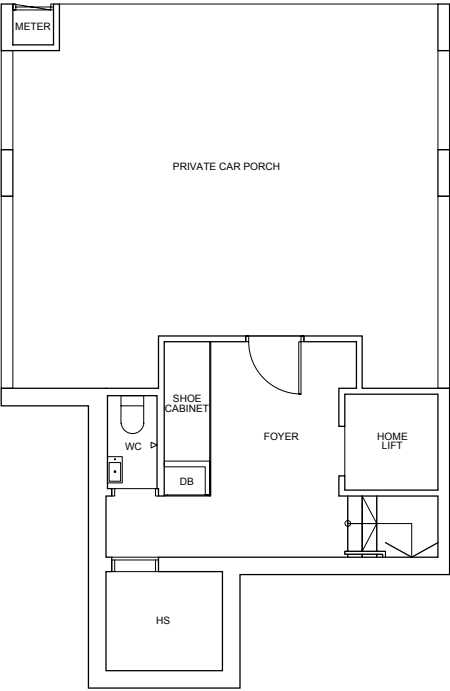 METER
PRIVATE CAR PORCH
SHOE
CABINET
FOYER
HOME
LIFT
WC
DB
HS